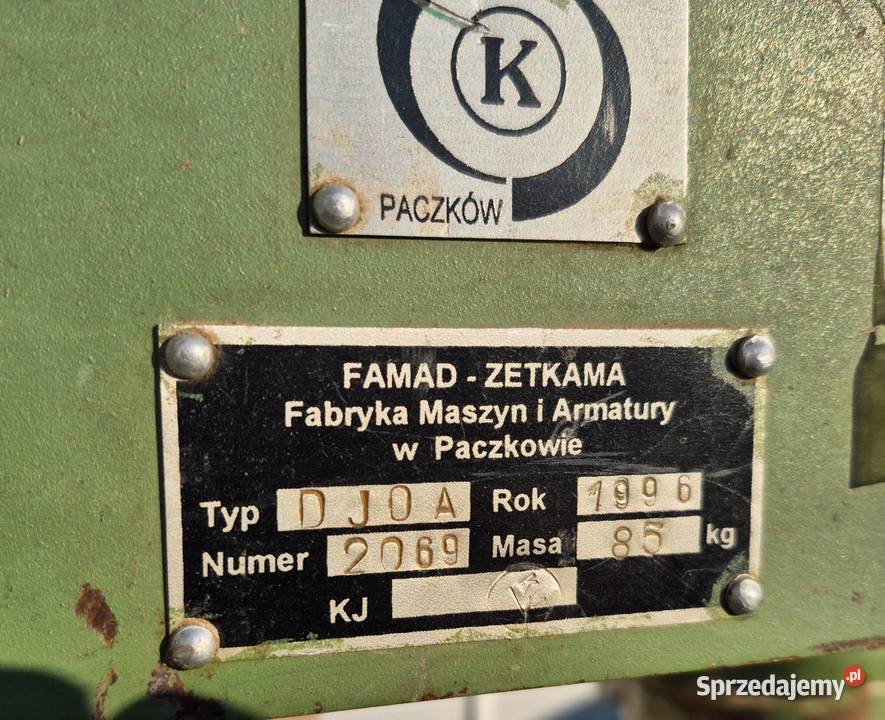 K
PACZKÓW
FAMAD - ZETKAMA
Fabryka Maszyn i Armatury
w Paczkowie
Typ DJOA Rok 1996
Numer 2069 Masa 85 kg
KJ
Sprzedajemy.pl